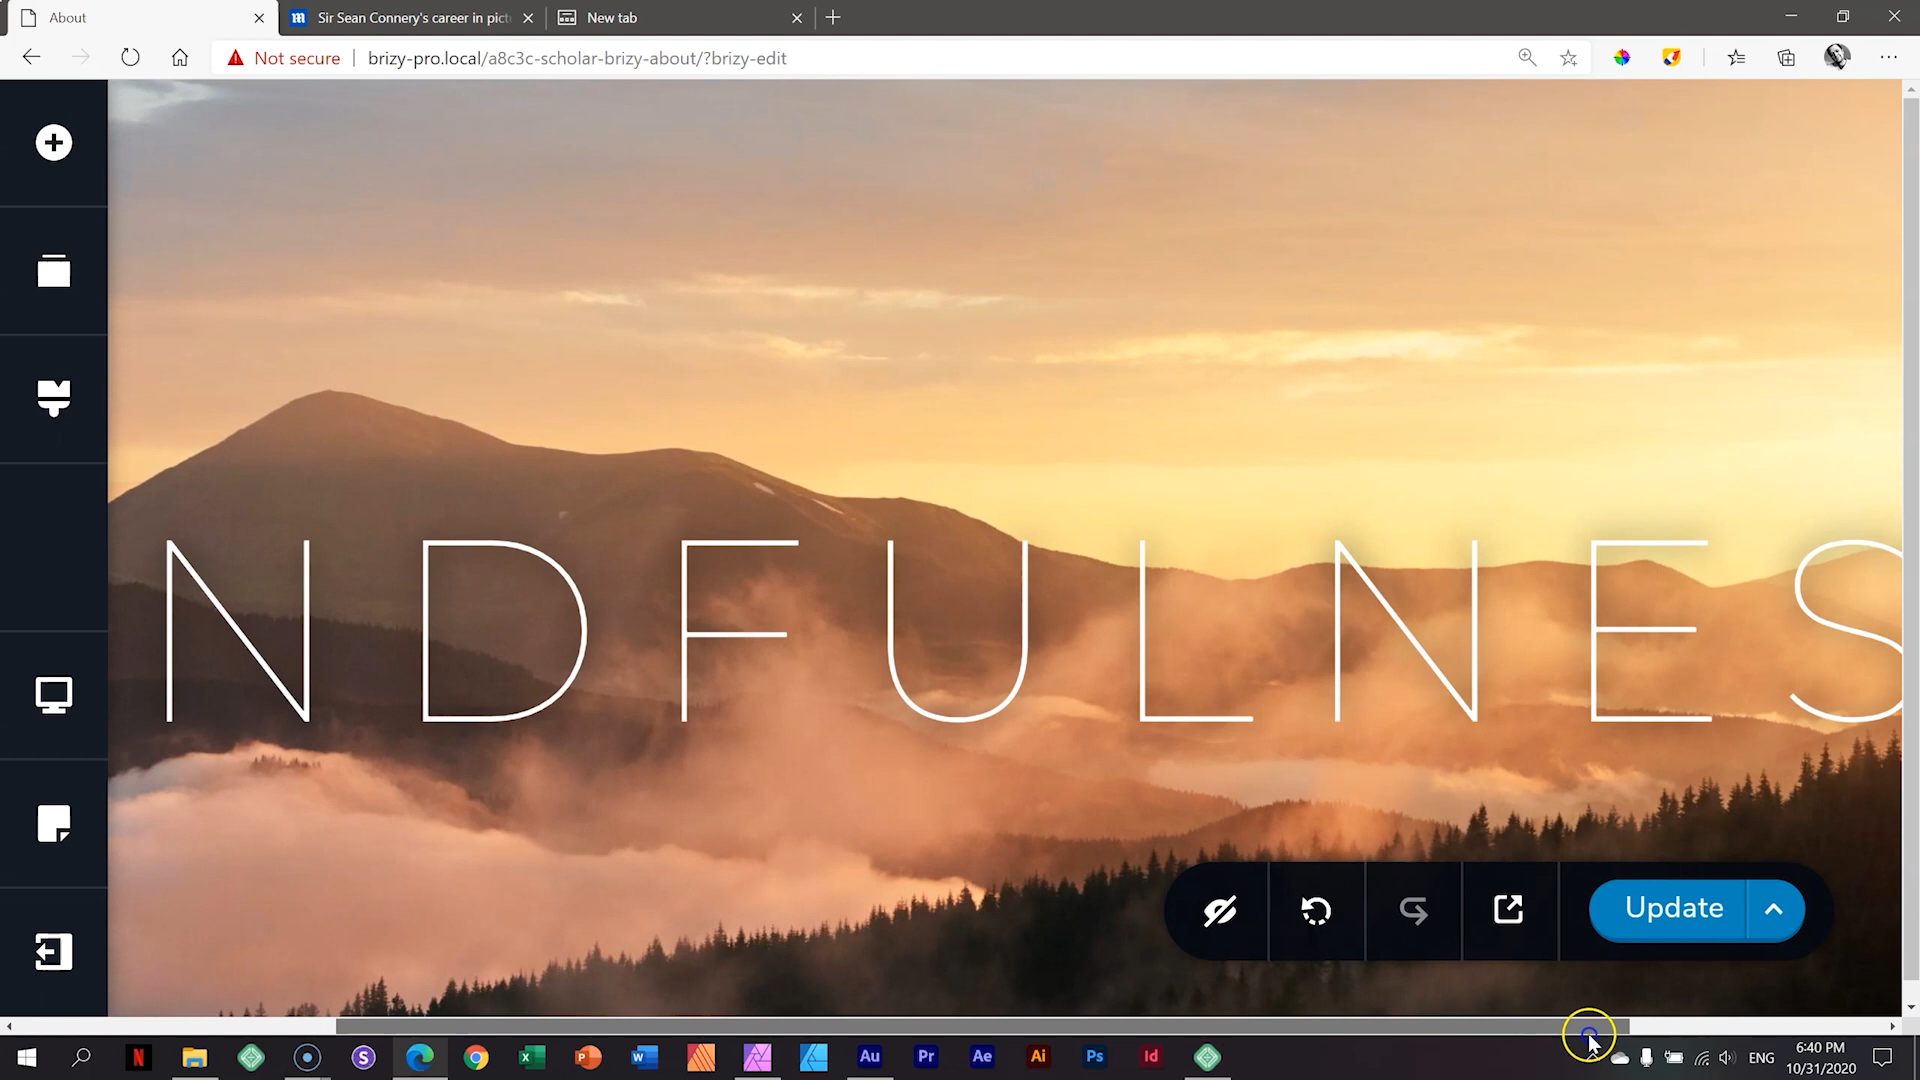 About
Sir Sean Connery's career in pict
New tab
Not secure
brizy-pro.local/a8c3c-scholar-brizy-about/?brizy-edit
NDFULNES
Update
N
S
X
P
W
Au
Pr
Ae
Ai
Ps
Id
ENG
6:40 PM
10/31/2020